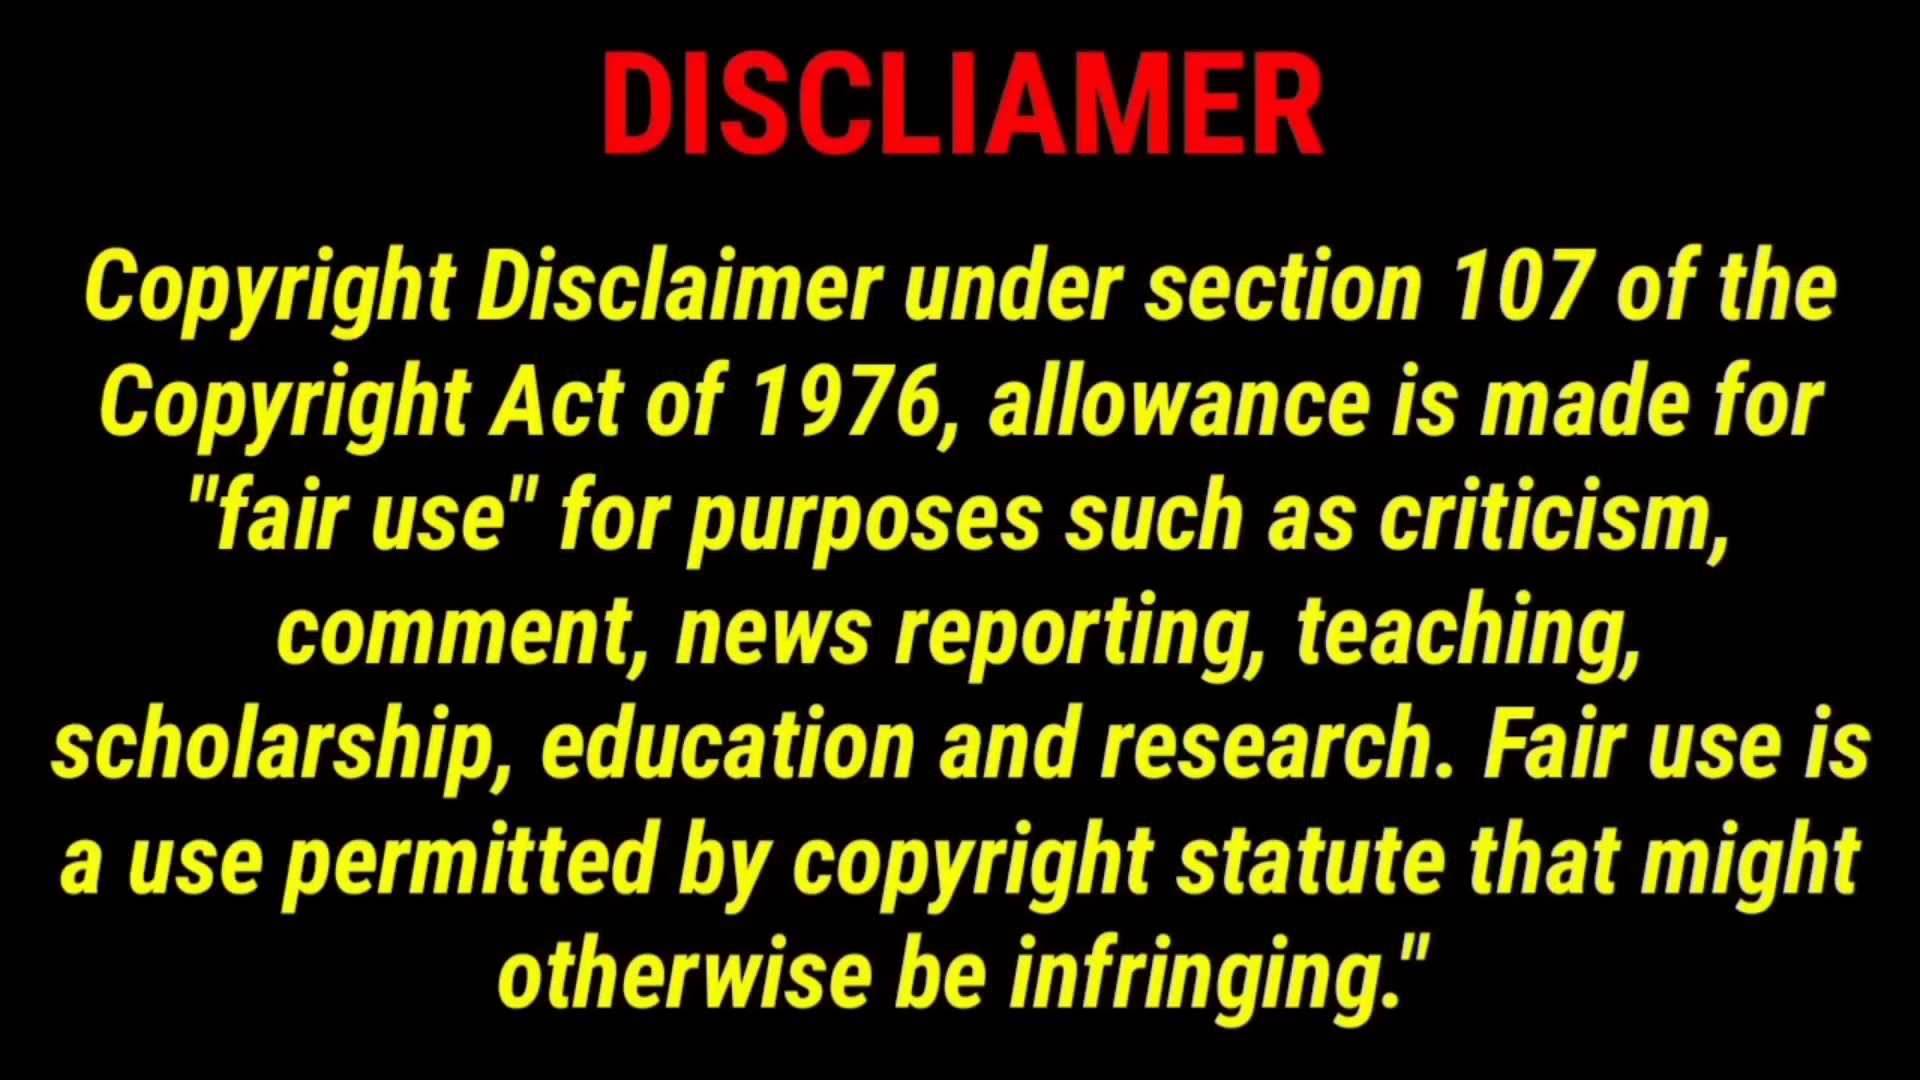 DISCLIAMER
Copyright Disclaimer under section 107 of the
Copyright Act of 1976, allowance is made for
"fair use" for purposes such as criticism,
comment, news reporting, teaching,
scholarship, education and research. Fair use is
a use permitted by copyright statute that might
otherwise be infringing."